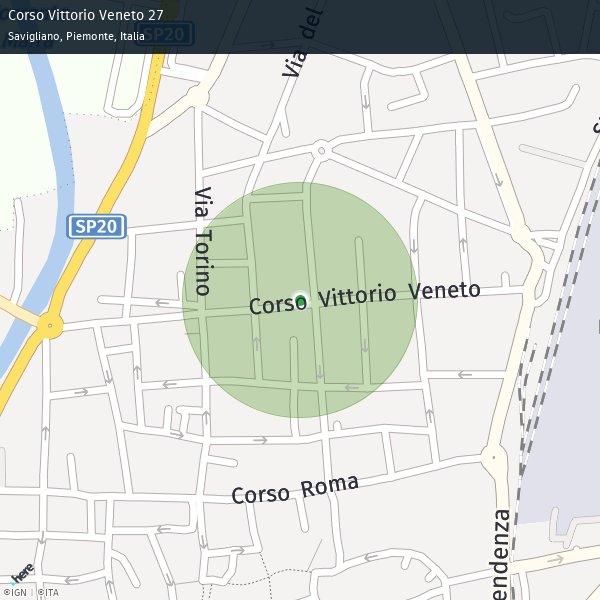 Corso Vittorio Veneto 27
Savigliano, Piemonte, Italia
SP20
Via del
SP20
Via Torino
Corso Vittorio Veneto
Corso Roma
endenza
here
©IGN | ©ITA